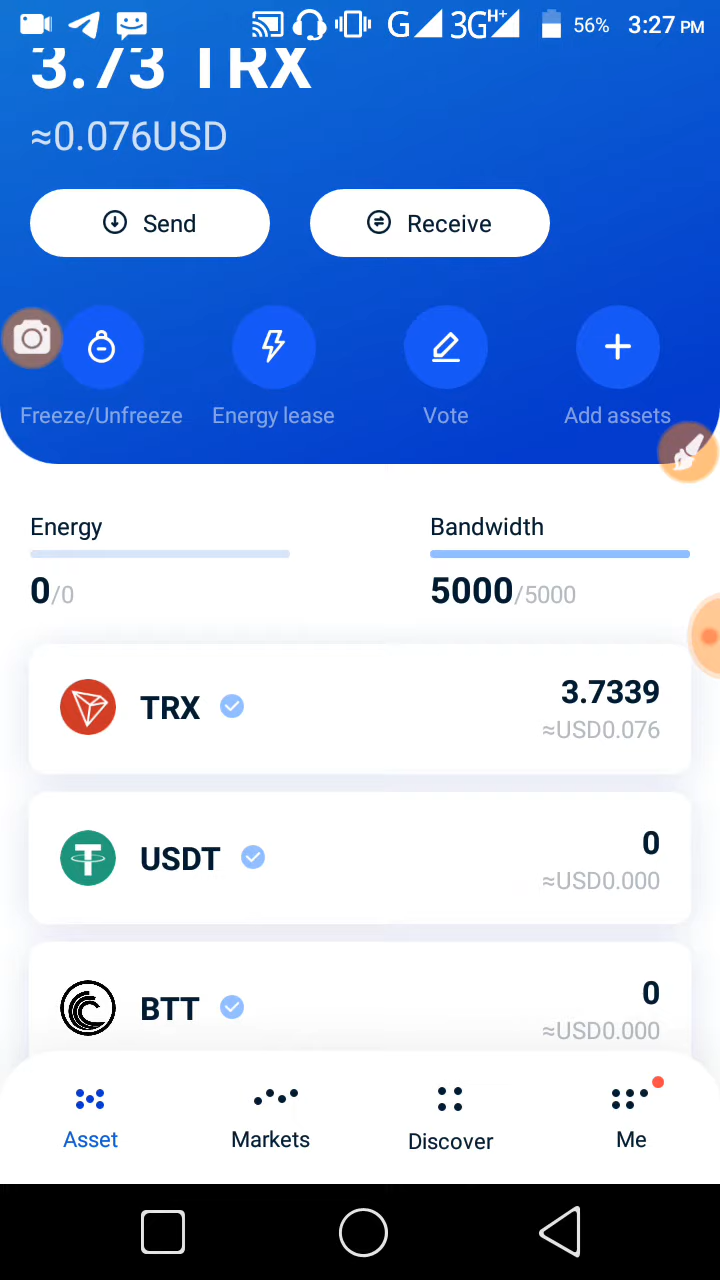 G 3G H+ 56% 3:27 PM
3.73 TRX
≈0.076USD
Send Receive
Freeze/Unfreeze Energy lease Vote Add assets
Energy Bandwidth
0/0 5000/5000
TRX 3.7339
≈USD0.076
USDT 0
≈USD0.000
BTT 0
≈USD0.000
Asset Markets Discover Me